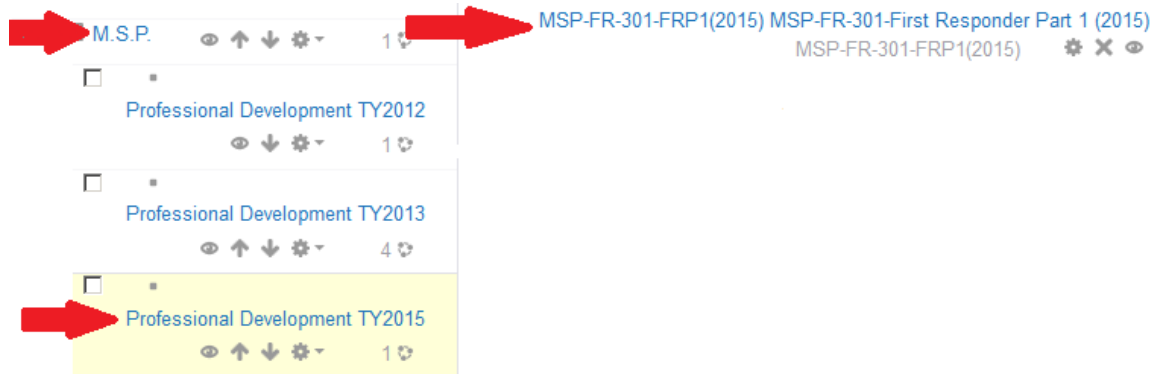 M.S.P.
1
Professional Development TY2012
1
Professional Development TY2013
4
Professional Development TY2015
1
MSP-FR-301-FRP1(2015) MSP-FR-301-First Responder Part 1 (2015)
MSP-FR-301-FRP1(2015)